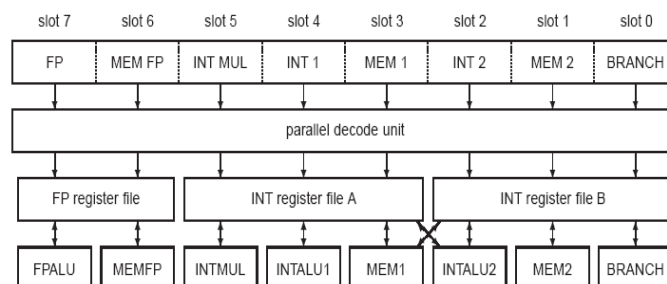 slot 7 slot 6 slot 5 slot 4 slot 3 slot 2 slot 1 slot 0
FP MEM FP INT MUL INT 1 MEM 1 INT 2 MEM 2 BRANCH
parallel decode unit
FP register file INT register file A INT register file B
FPALU MEMFP INTMUL INTALU1 MEM1 INTALU2 MEM2 BRANCH